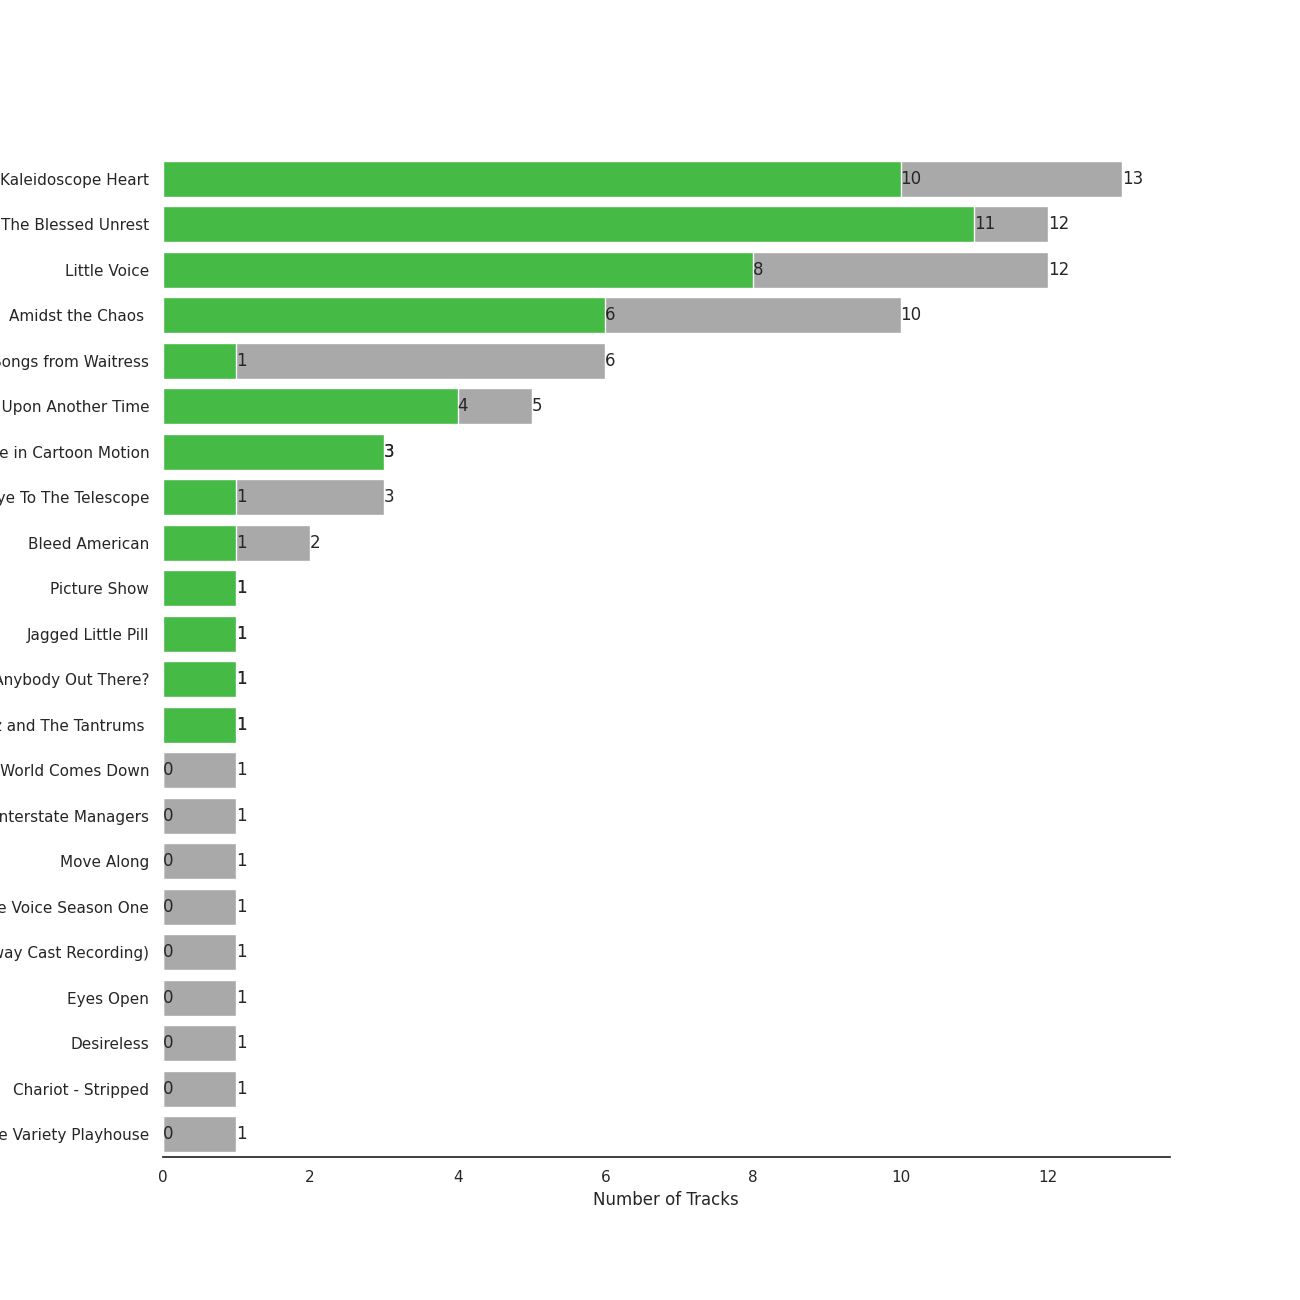 Kaleidoscope Heart 10 13
The Blessed Unrest 11 12
Little Voice 8 12
Amidst the Chaos 6 10
Songs from Waitress 1 6
Upon Another Time 4 5
in Cartoon Motion 3
To The Telescope 1 3
Bleed American 1 2
Picture Show 1
Jagged Little Pill 1
Anybody Out There? 1
and The Tantrums 1
World Comes Down 0 1
Interstate Managers 0 1
Move Along 0 1
Voice Season One 0 1
Cast Recording) 0 1
Eyes Open 0 1
Desireless 0 1
Chariot - Stripped 0 1
Variety Playhouse 0 1
0 2 4 6 8 10 12
Number of Tracks